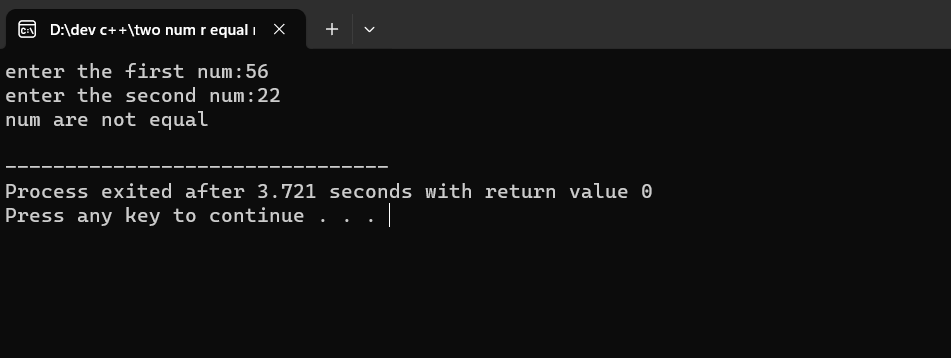 D:\dev c++\two num r equal
enter the first num:56
enter the second num:22
num are not equal
--------------------------------
Process exited after 3.721 seconds with return value 0
Press any key to continue . . .